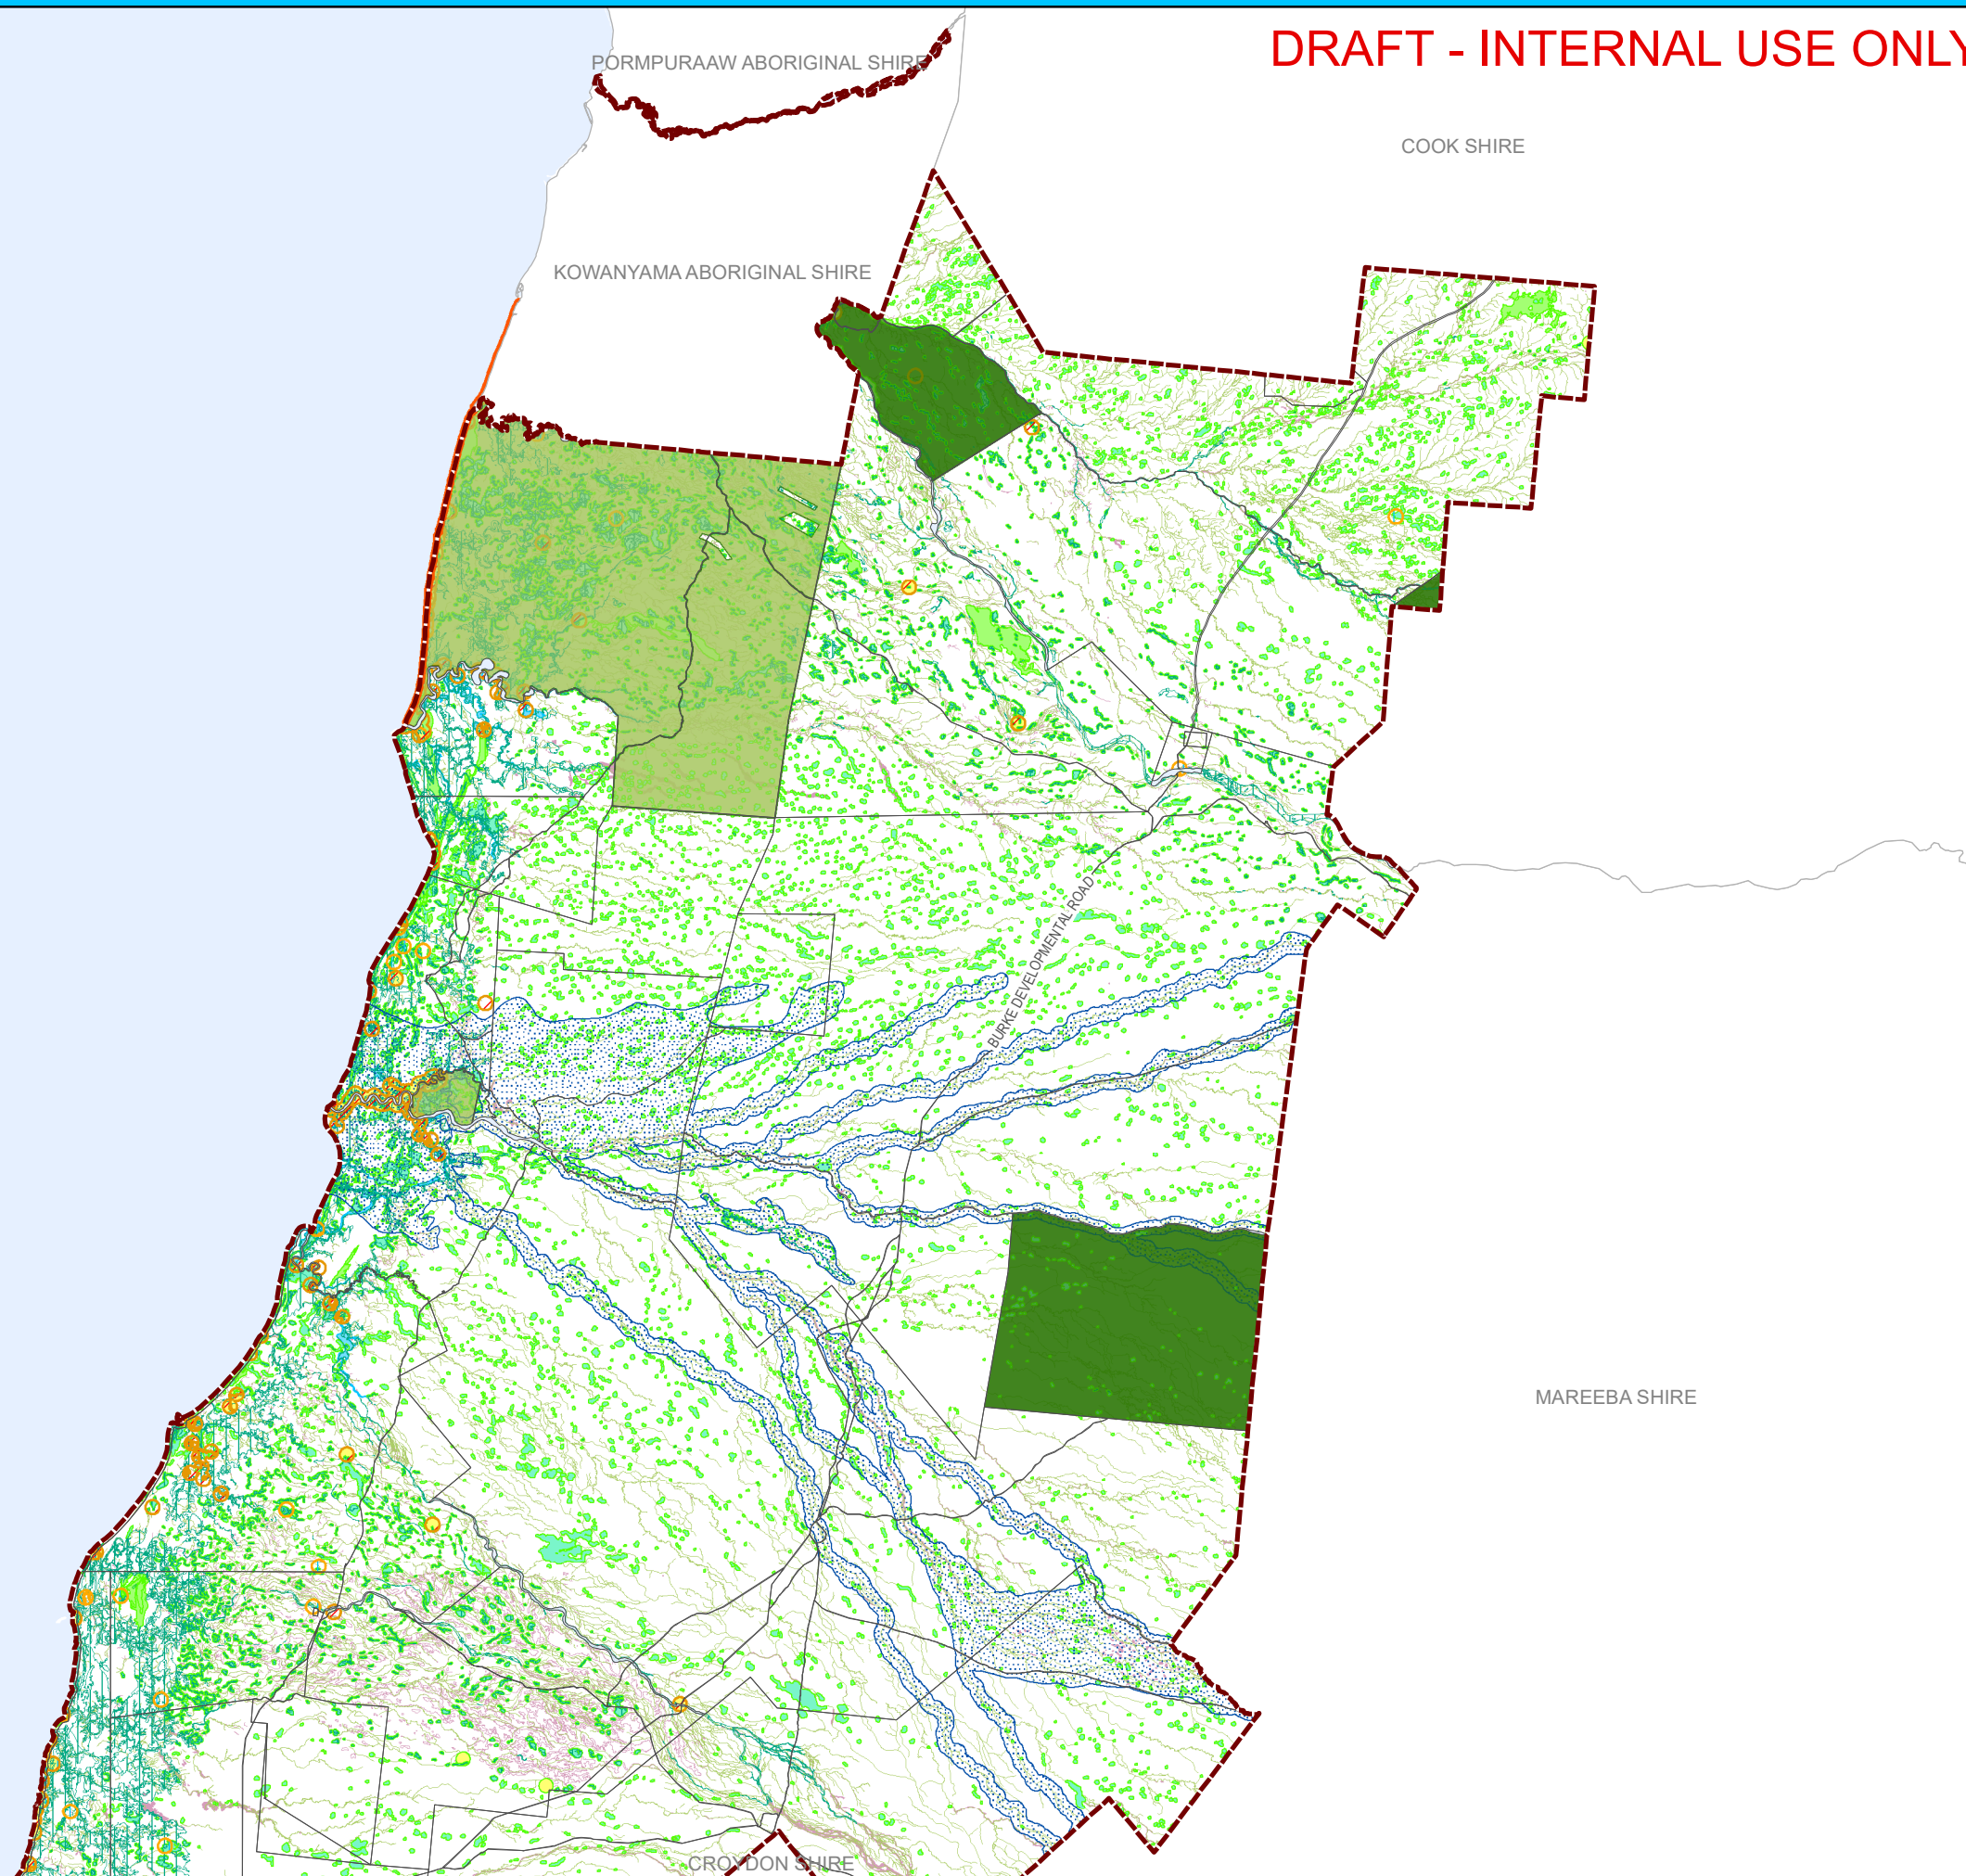 DRAFT - INTERNAL USE ONLY
PORMPURAAW ABORIGINAL SHIRE
COOK SHIRE
KOWANYAMA ABORIGINAL SHIRE
BURKE DEVELOPMENTAL ROAD
MAREEBA SHIRE
CROYDON SHIRE